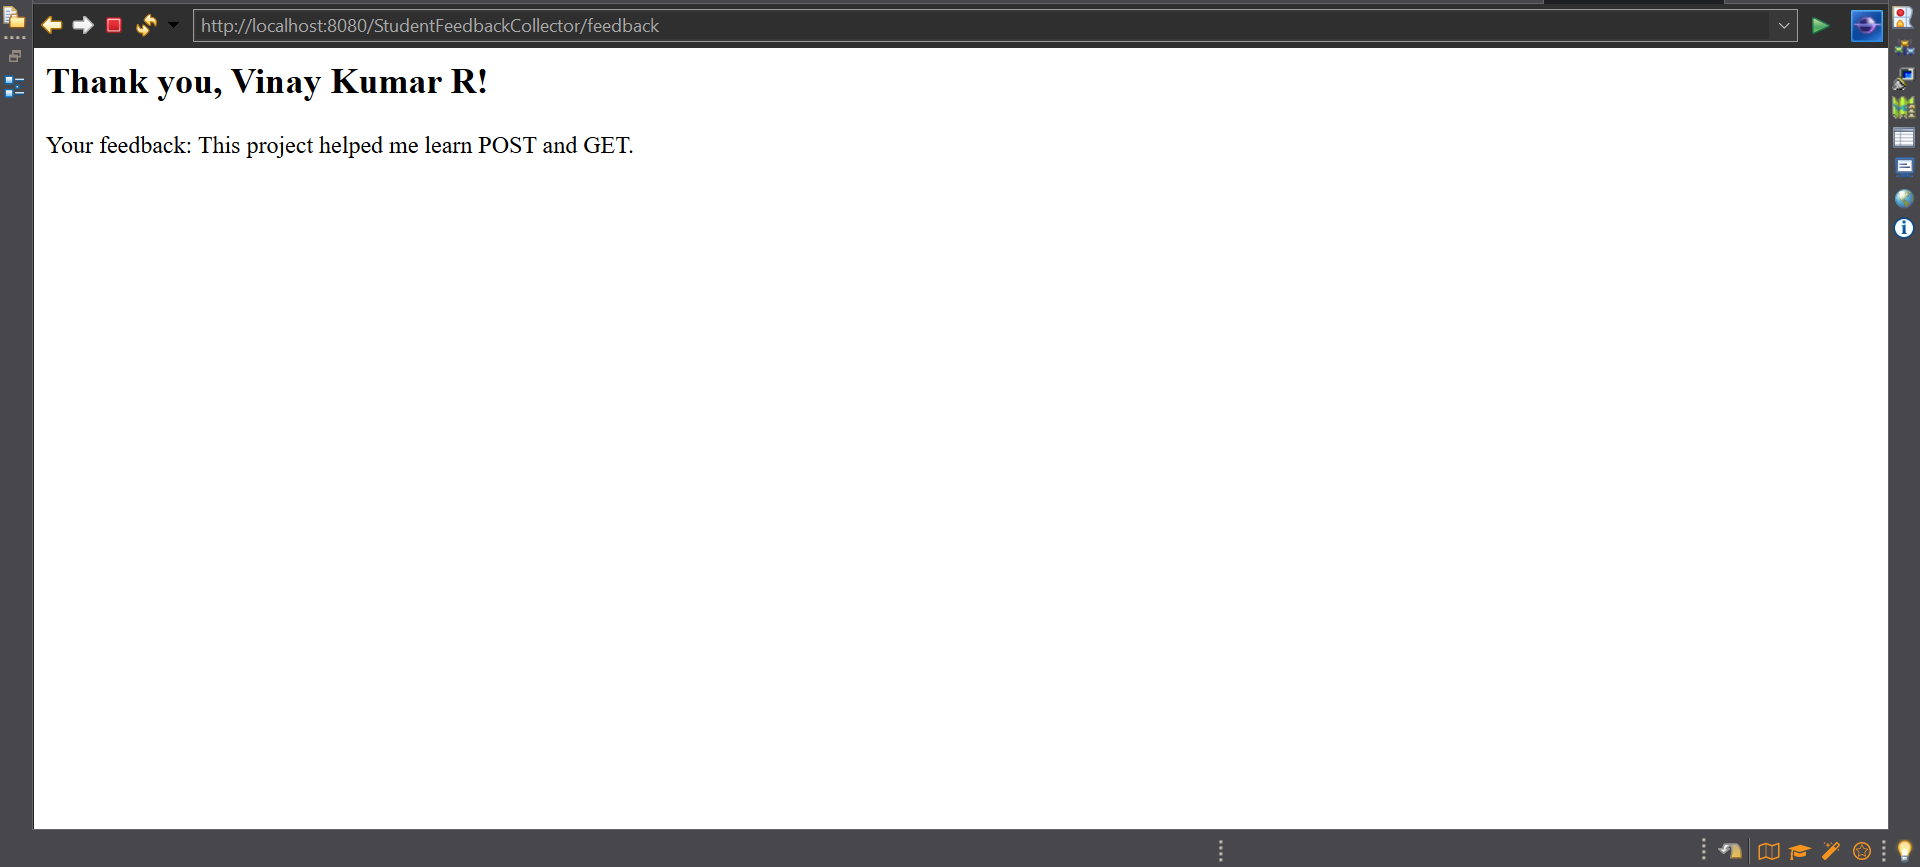 http://localhost:8080/StudentFeedbackCollector/feedback
Thank you, Vinay Kumar R!
Your feedback: This project helped me learn POST and GET.